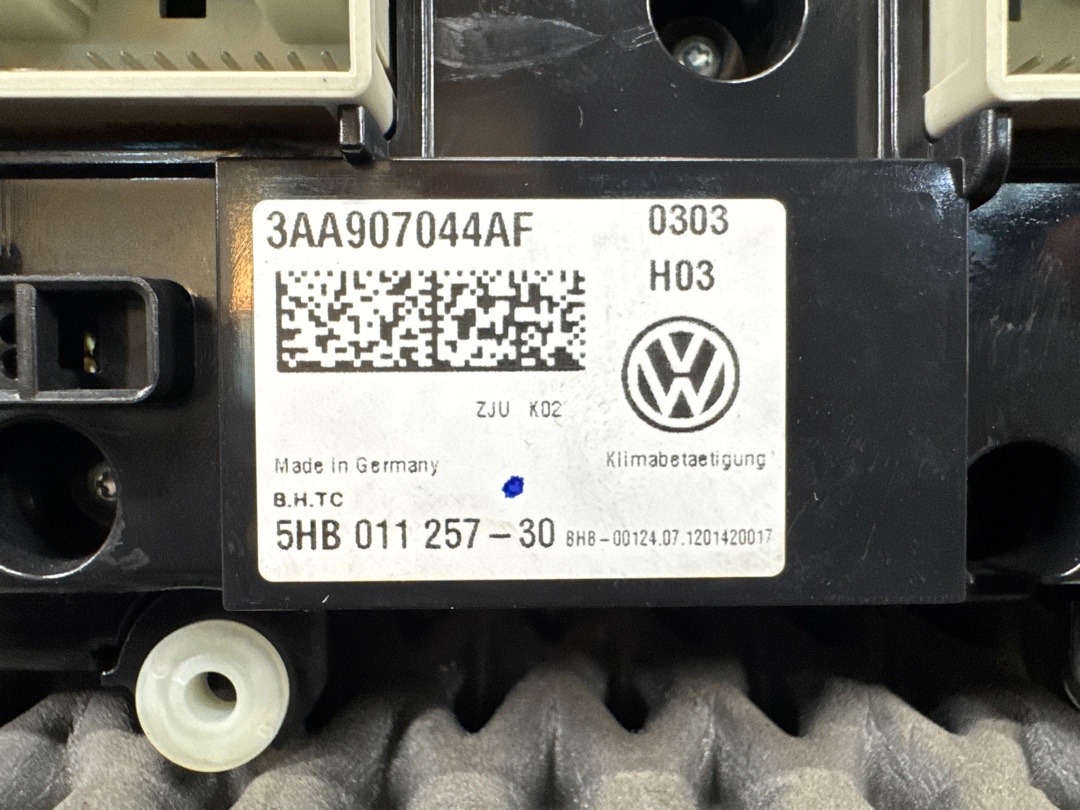 3AA907044AF
0303
H03
ZJU K02
Made in Germany
Klimabetaetigung
B.H.TC
5HB 011 257-30
BHB-00124.07.1201420017